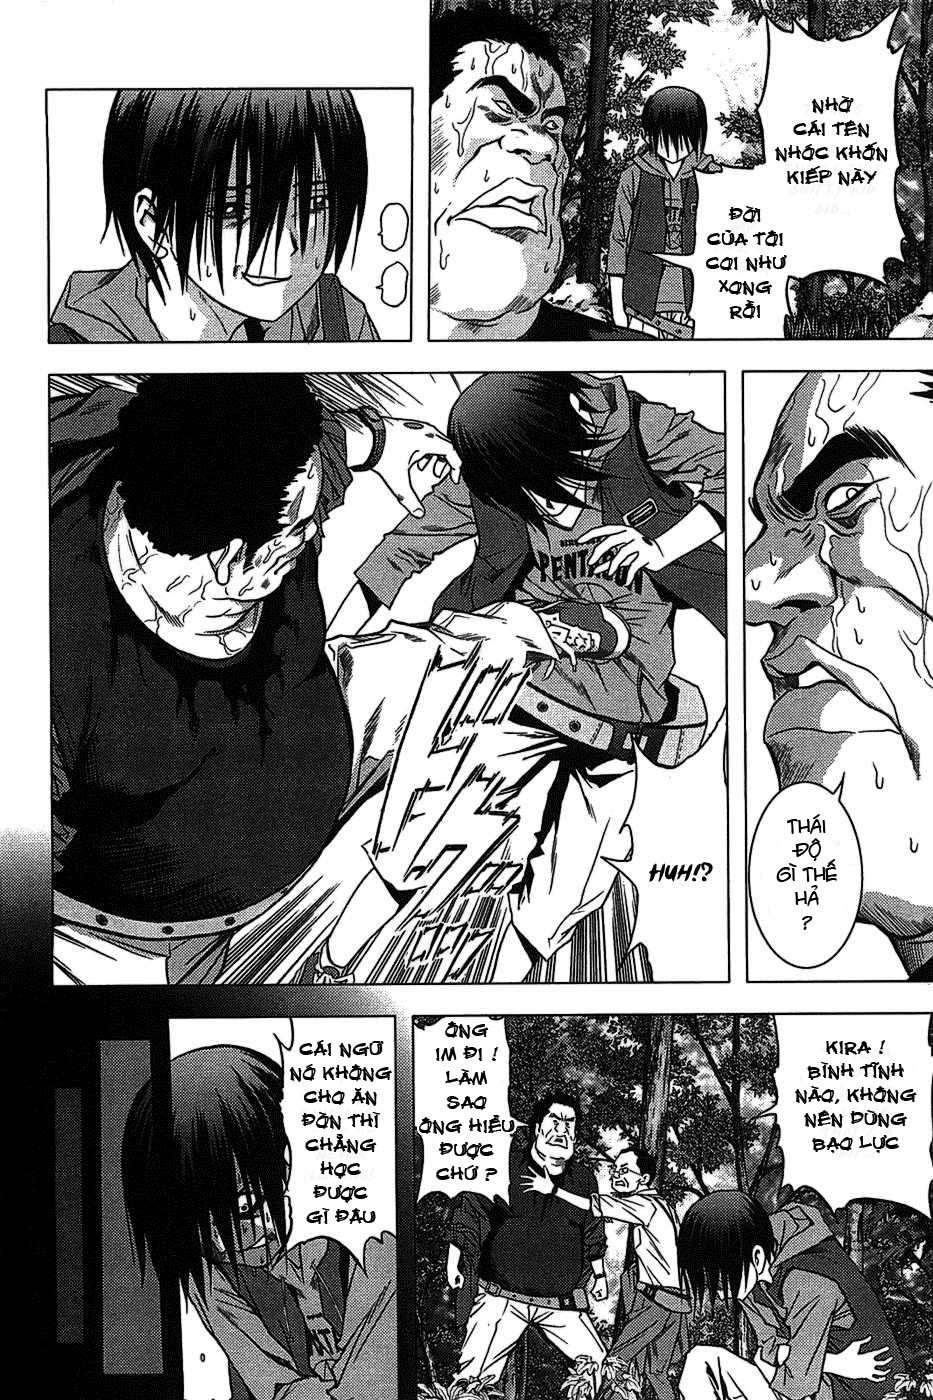 NHỜ
CÁI TÊN
NHÓC KHỐN
KIẾP NÀY
ĐỜI
CỦA TÔI
COI NHƯ
XONG
RỒI
THÁI
ĐỘ
GÌ THẾ
HẢ
?
HUH!?
PENTAGON
KIRA !
BÌNH TĨNH
NÀO, KHÔNG
NÊN DÙNG
BẠO LỰC
ÔNG
IM ĐI !
LÀM
SAO
ÔNG HIỂU
ĐƯỢC
CHỨ ?
CÁI NGỮ
NÓ KHÔNG
CHO ĂN
ĐÒN THÌ
CHẲNG
HỌC
ĐƯỢC
GÌ ĐÂU